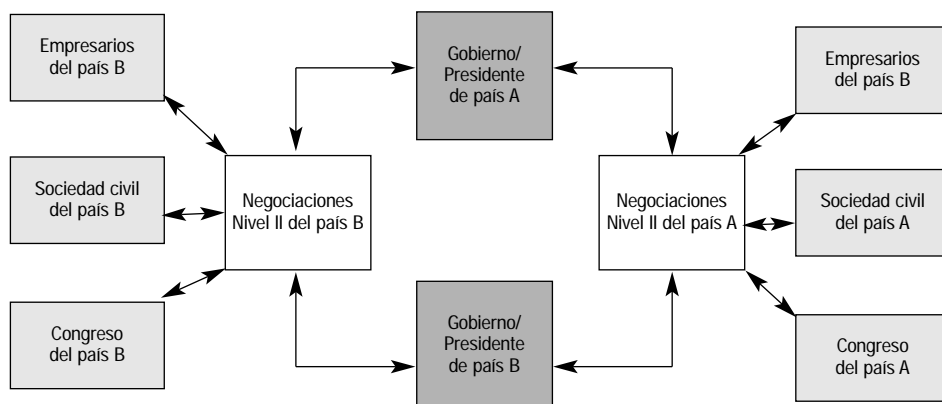 Empresarios
del país B
Sociedad civil
del país B
Congreso
del país B
Negociaciones
Nivel II del país B
Gobierno/
Presidente
de país A
Gobierno/
Presidente
de país B
Negociaciones
Nivel II del país A
Empresarios
del país B
Sociedad civil
del país A
Congreso
del país A